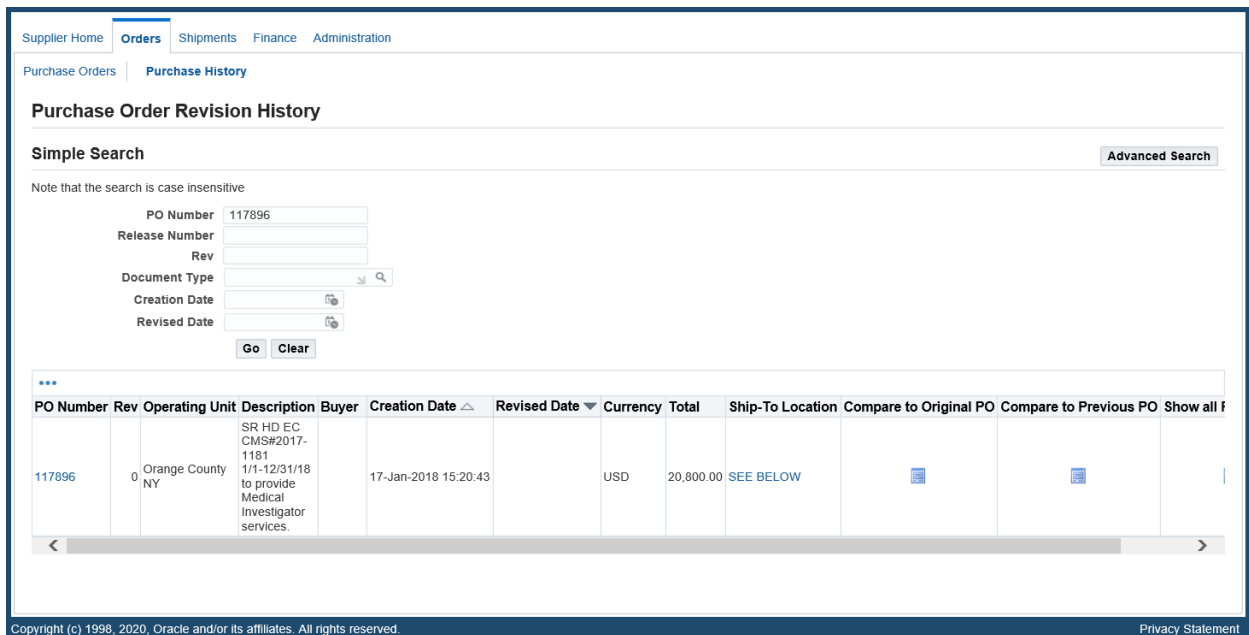 Supplier Home Orders Shipments Finance Administration
Purchase Orders Purchase History
Purchase Order Revision History
Simple Search
Advanced Search
Note that the search is case insensitive
PO Number 117896
Release Number
Rev
Document Type
Creation Date
Revised Date
Go Clear
PO Number Rev Operating Unit Description Buyer Creation Date Revised Date Currency Total Ship-To Location Compare to Original PO Compare to Previous PO Show all
SR HD EC
CMS#2017-
1181
1/1-12/31/18
to provide
Medical
Investigator
services.
117896 0 Orange County
NY
17-Jan-2018 15:20:43 USD 20,800.00 SEE BELOW
Copyright (c) 1998, 2020, Oracle and/or its affiliates. All rights reserved. Privacy Statement